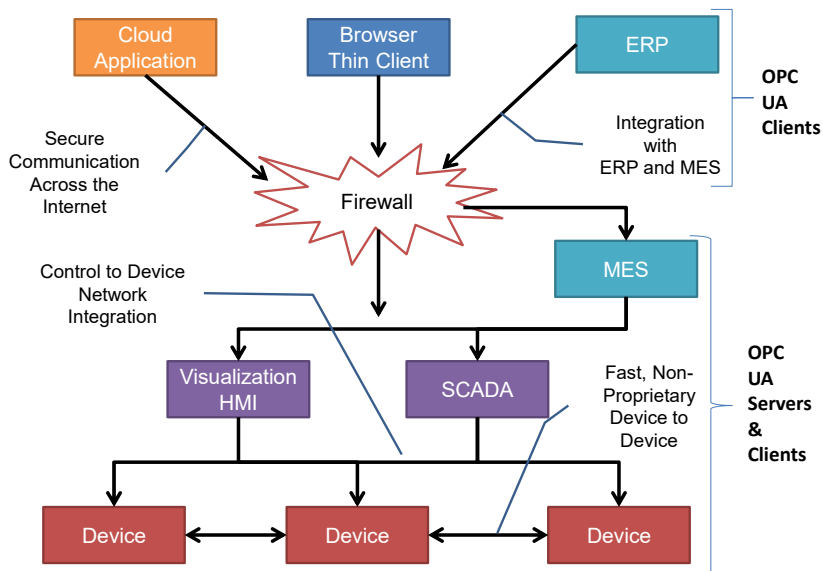 Cloud
Application
Browser
Thin Client
ERP
OPC
UA
Clients
Secure
Communication
Across the
Internet
Integration
with
ERP and MES
Firewall
MES
Control to Device
Network
Integration
Visualization
HMI
SCADA
Fast, Non-
Proprietary
Device to
Device
OPC
UA
Servers
&
Clients
Device
Device
Device